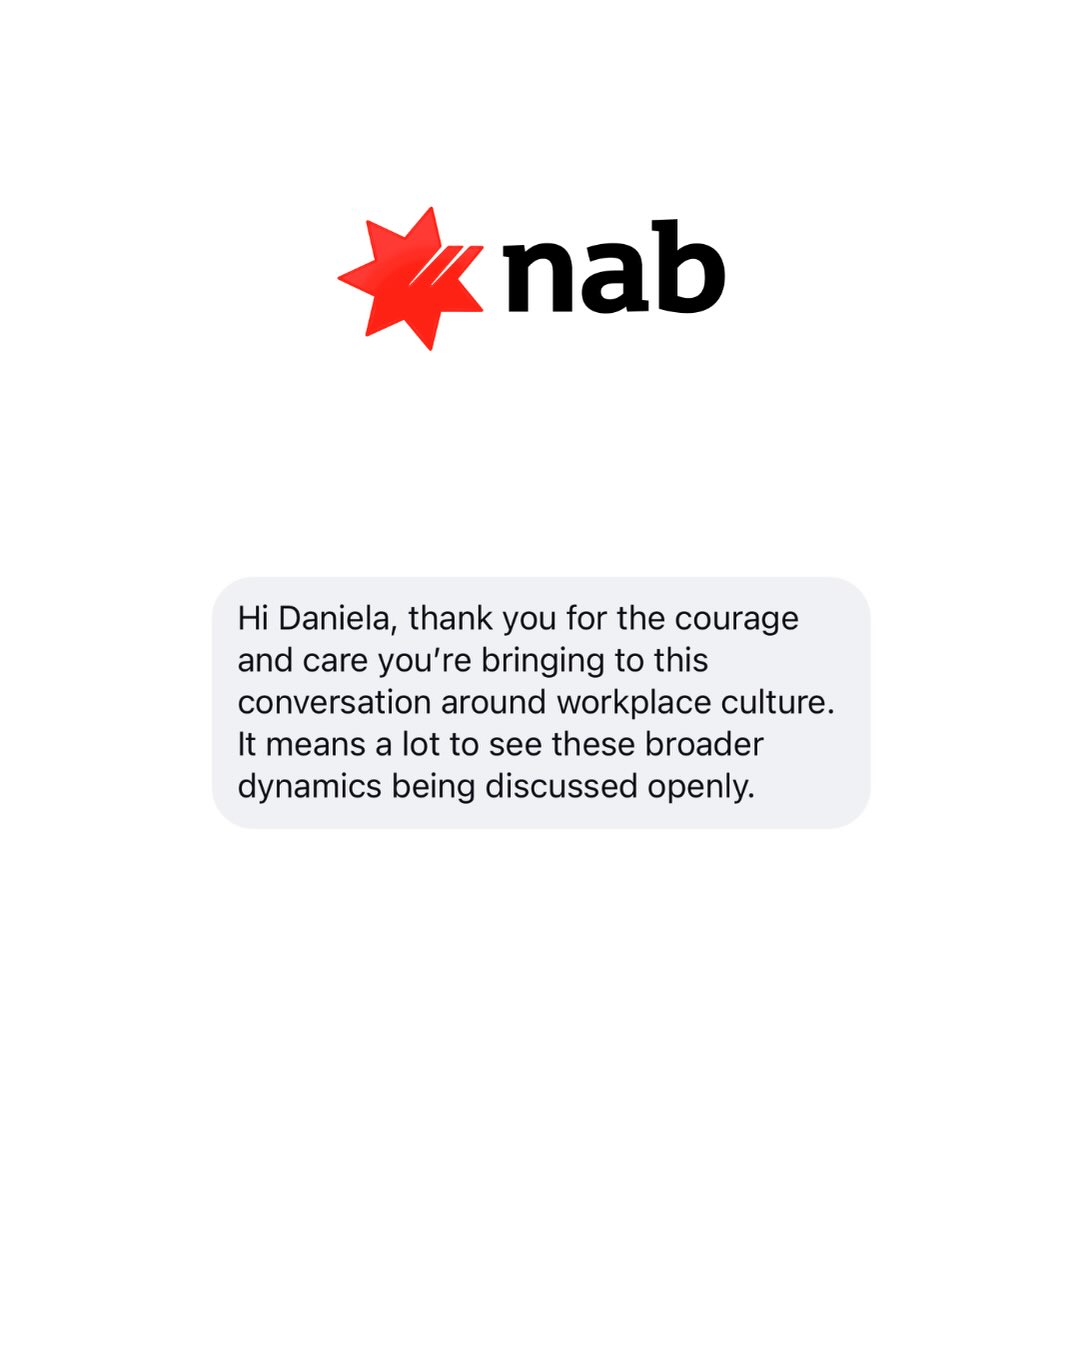 nab
Hi Daniela, thank you for the courage
and care you’re bringing to this
conversation around workplace culture.
It means a lot to see these broader
dynamics being discussed openly.